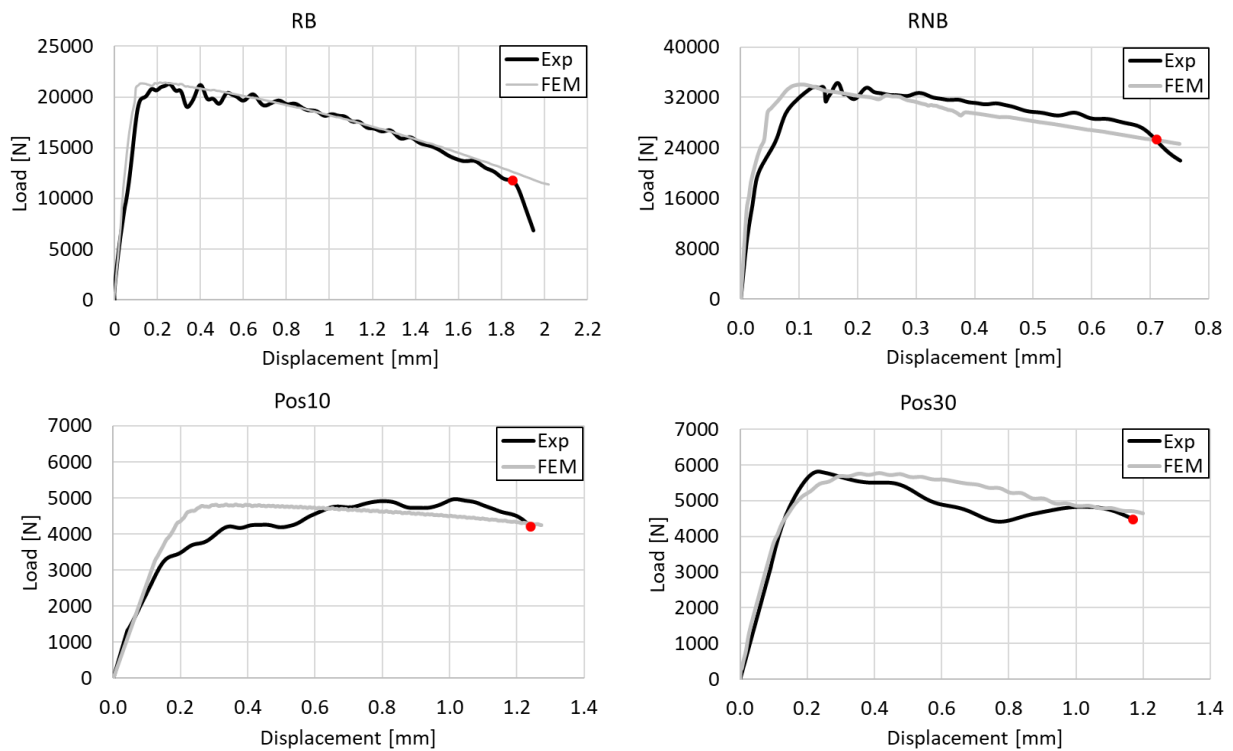 RB
25000
20000
15000
10000
5000
0
Load [N]
Exp
FEM
0 0.2 0.4 0.6 0.8 1 1.2 1.4 1.6 1.8 2 2.2
Displacement [mm]
RNB
40000
32000
24000
16000
8000
0
Load [N]
Exp
FEM
0.0 0.1 0.2 0.3 0.4 0.5 0.6 0.7 0.8
Displacement [mm]
Pos10
7000
6000
5000
4000
3000
2000
1000
0
Load [N]
Exp
FEM
0.0 0.2 0.4 0.6 0.8 1.0 1.2 1.4
Displacement [mm]
Pos30
7000
6000
5000
4000
3000
2000
1000
0
Load [N]
Exp
FEM
0.0 0.2 0.4 0.6 0.8 1.0 1.2 1.4
Displacement [mm]